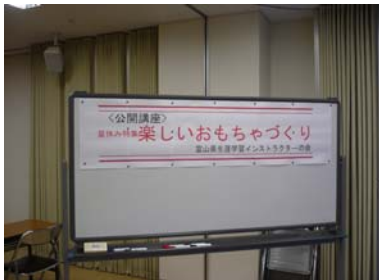 〈公開講座〉
夏休み特集楽しいおもちゃづくり
富山県生涯学習インストラクターの会